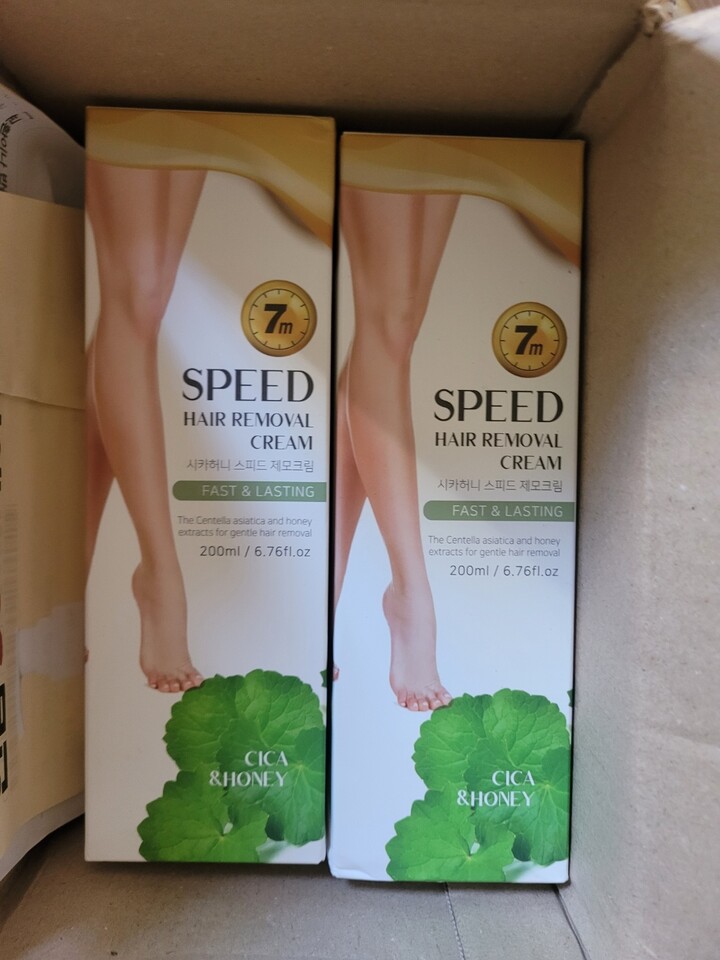 7m
SPEED
HAIR REMOVAL
CREAM
시카허니 스피드 제모크림
FAST & LASTING
The Centella asiatica and honey
extracts for gentle hair removal
200ml / 6.76fl.oz
CICA
&HONEY
7m
SPEED
HAIR REMOVAL
CREAM
시카허니 스피드 제모크림
FAST & LASTING
The Centella asiatica and honey
extracts for gentle hair removal
200ml / 6.76fl.oz
CICA
&HONEY